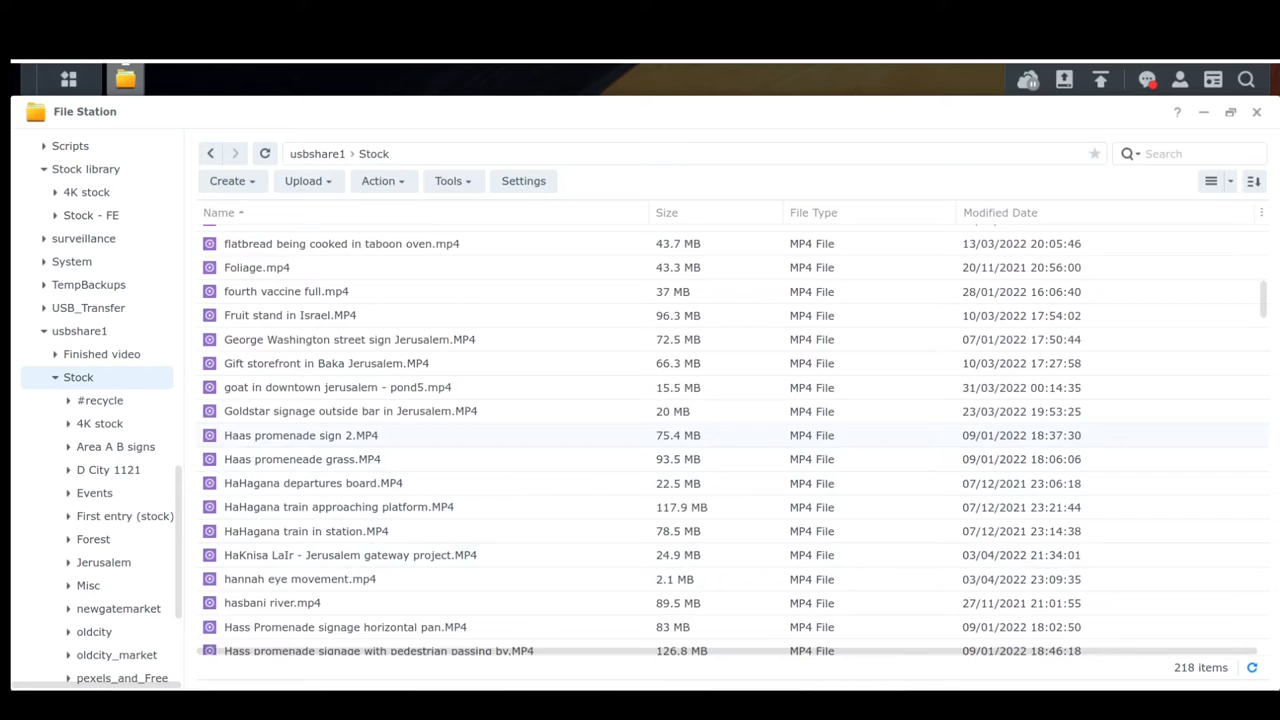 File Station
Scripts
Stock library
4K stock
Stock - FE
surveillance
System
TempBackups
USB_Transfer
usbshare1
Finished video
Stock
#recycle
4K stock
Area A B signs
D City 1121
Events
First entry (stock)
Forest
Jerusalem
Misc
newgatemarket
oldcity
oldcity_market
pexels_and_Free
usbshare1 › Stock
Search
Create Upload Action Tools Settings
Name Size File Type Modified Date
flatbread being cooked in taboon oven.mp4 43.7 MB MP4 File 13/03/2022 20:05:46
Foliage.mp4 43.3 MB MP4 File 20/11/2021 20:56:00
fourth vaccine full.mp4 37 MB MP4 File 28/01/2022 16:06:40
Fruit stand in Israel.MP4 96.3 MB MP4 File 10/03/2022 17:54:02
George Washington street sign Jerusalem.MP4 72.5 MB MP4 File 07/01/2022 17:50:44
Gift storefront in Baka Jerusalem.MP4 66.3 MB MP4 File 10/03/2022 17:27:58
goat in downtown jerusalem - pond5.mp4 15.5 MB MP4 File 31/03/2022 00:14:35
Goldstar signage outside bar in Jerusalem.MP4 20 MB MP4 File 23/03/2022 19:53:25
Haas promenade sign 2.MP4 75.4 MB MP4 File 09/01/2022 18:37:30
Haas promeneade grass.MP4 93.5 MB MP4 File 09/01/2022 18:06:06
HaHagana departures board.MP4 22.5 MB MP4 File 07/12/2021 23:06:18
HaHagana train approaching platform.MP4 117.9 MB MP4 File 07/12/2021 23:21:44
HaHagana train in station.MP4 78.5 MB MP4 File 07/12/2021 23:14:38
HaKnisa LaIr - Jerusalem gateway project.MP4 24.9 MB MP4 File 03/04/2022 21:34:01
hannah eye movement.mp4 2.1 MB MP4 File 03/04/2022 23:09:35
hasbani river.mp4 89.5 MB MP4 File 27/11/2021 21:01:55
Hass Promenade signage horizontal pan.MP4 83 MB MP4 File 09/01/2022 18:02:50
Hass promenade signage with pedestrian passing by.MP4 126.8 MB MP4 File 09/01/2022 18:46:18
218 items